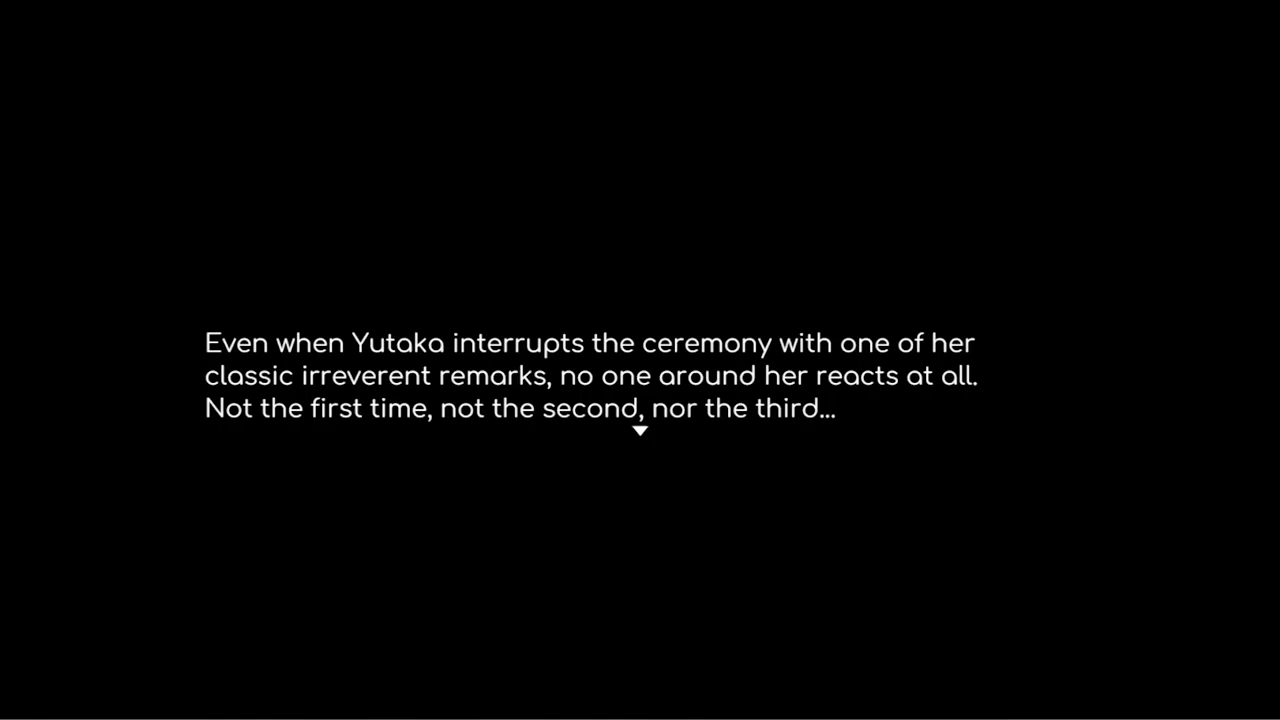 Even when Yutaka interrupts the ceremony with one of her
classic irreverent remarks, no one around her reacts at all.
Not the first time, not the second, nor the third...